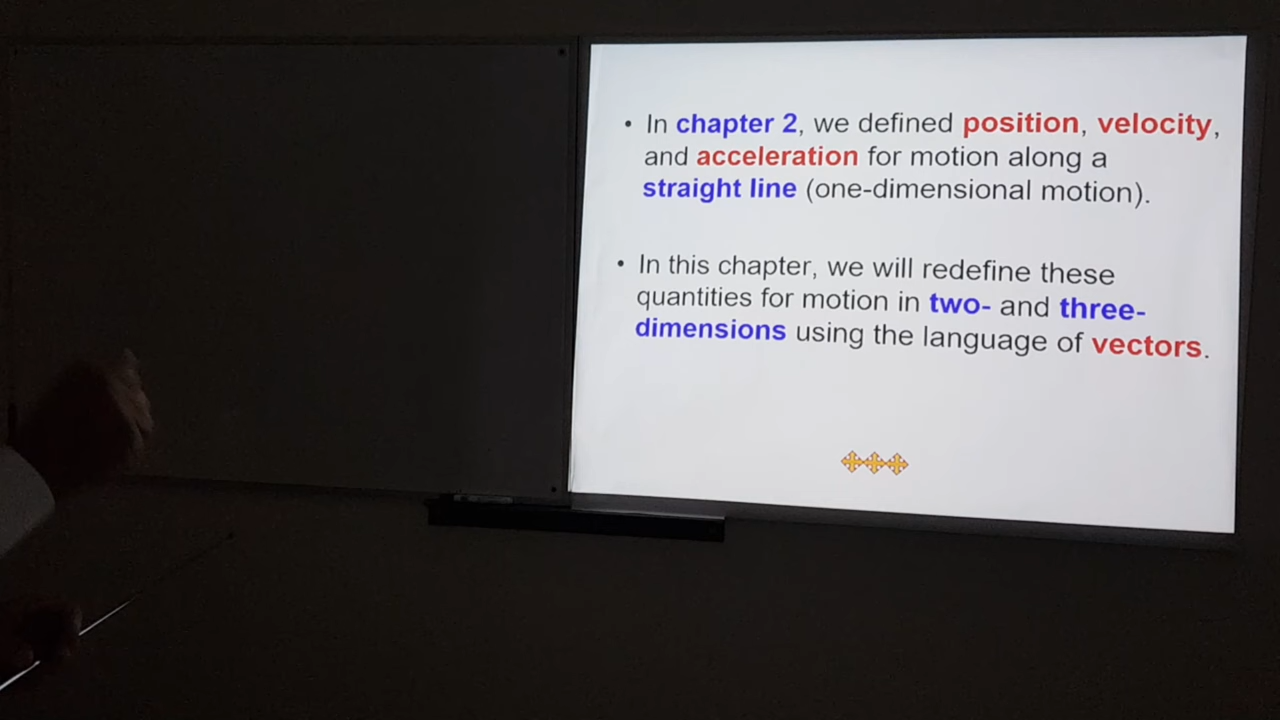 • In chapter 2, we defined position, velocity,
and acceleration for motion along a
straight line (one-dimensional motion).
• In this chapter, we will redefine these
quantities for motion in two- and three-
dimensions using the language of vectors.